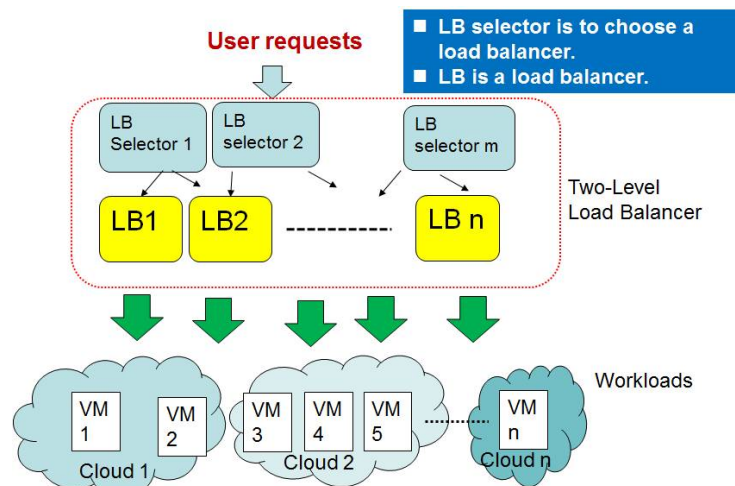 User requests
■ LB selector is to choose a
load balancer.
■ LB is a load balancer.
LB
Selector 1
LB
selector 2
LB
selector m
Two-Level
Load Balancer
LB1
LB2
LB n
Workloads
VM
1
VM
2
VM
3
VM
4
VM
5
VM
n
Cloud 1
Cloud 2
Cloud n